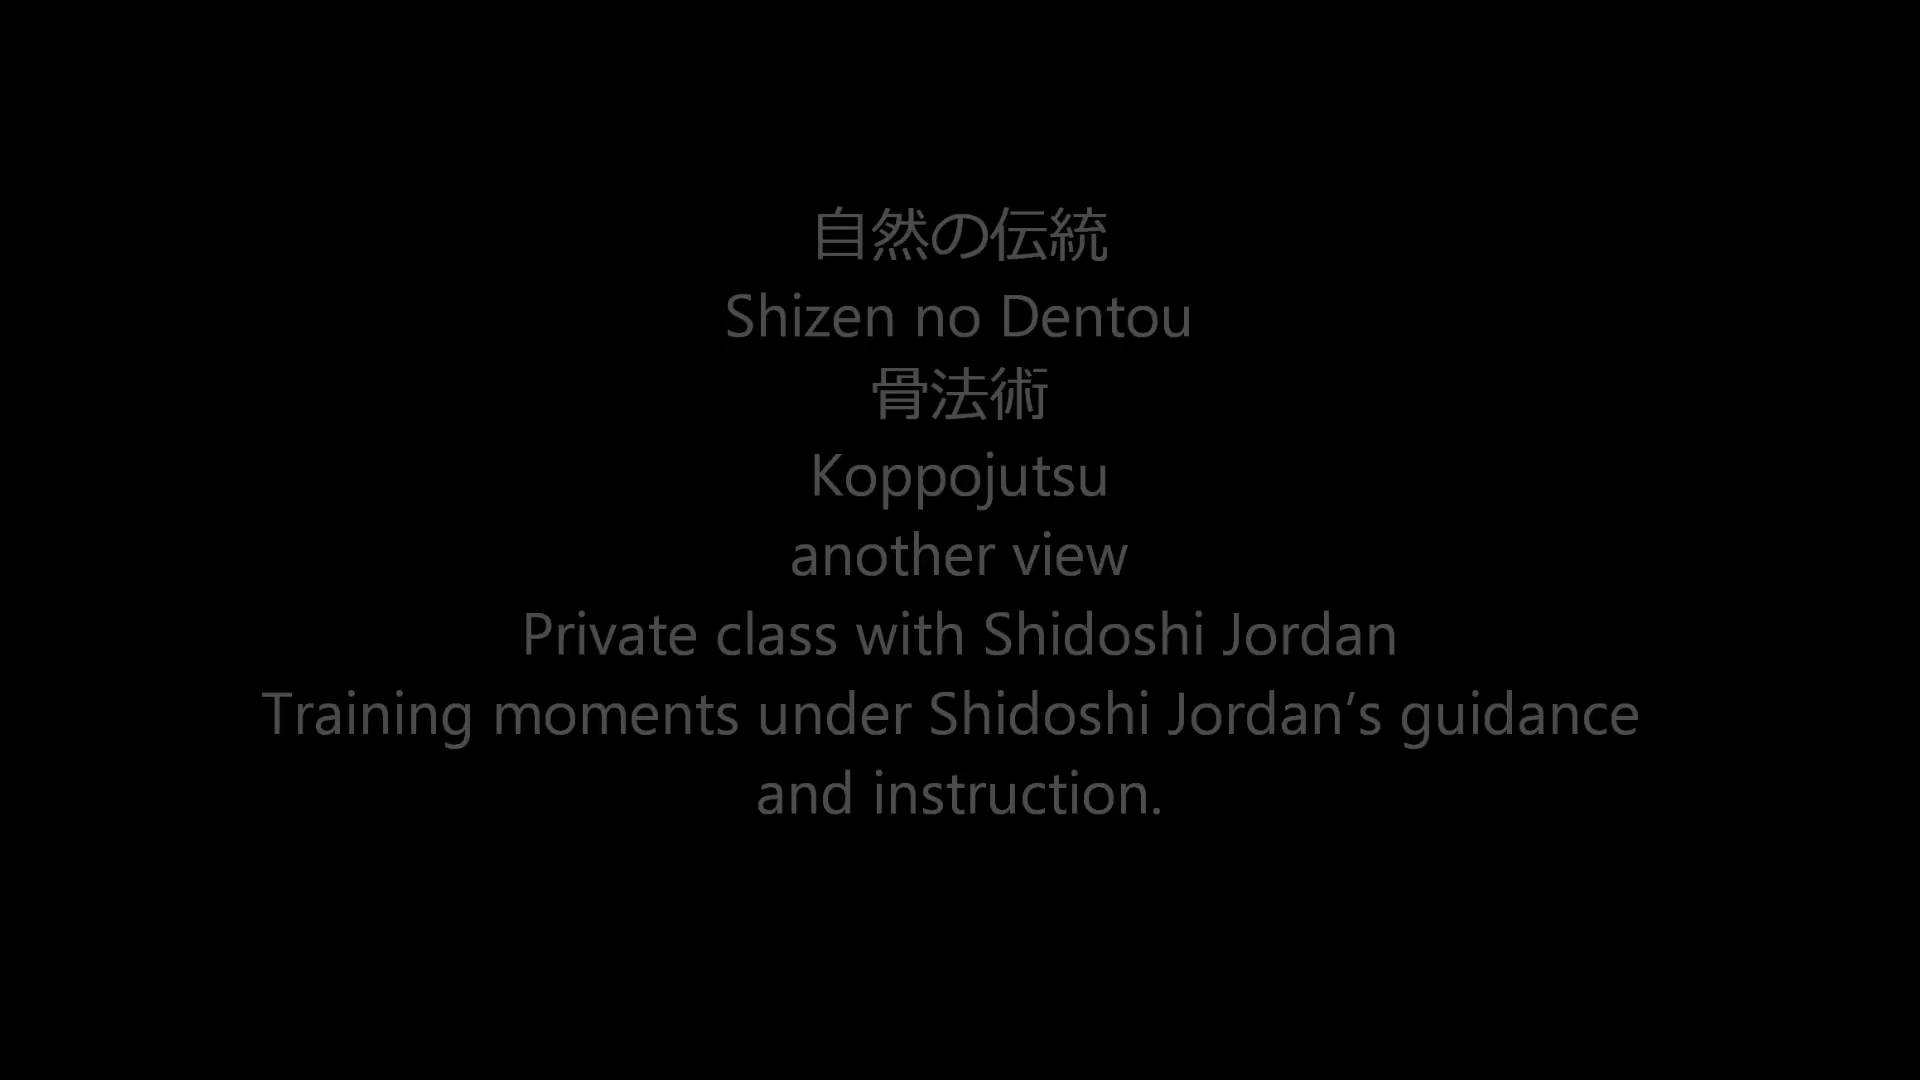 自然の伝統
Shizen no Dentou
骨法術
Koppojutsu
another view
Private class with Shidoshi Jordan
Training moments under Shidoshi Jordan’s guidance
and instruction.